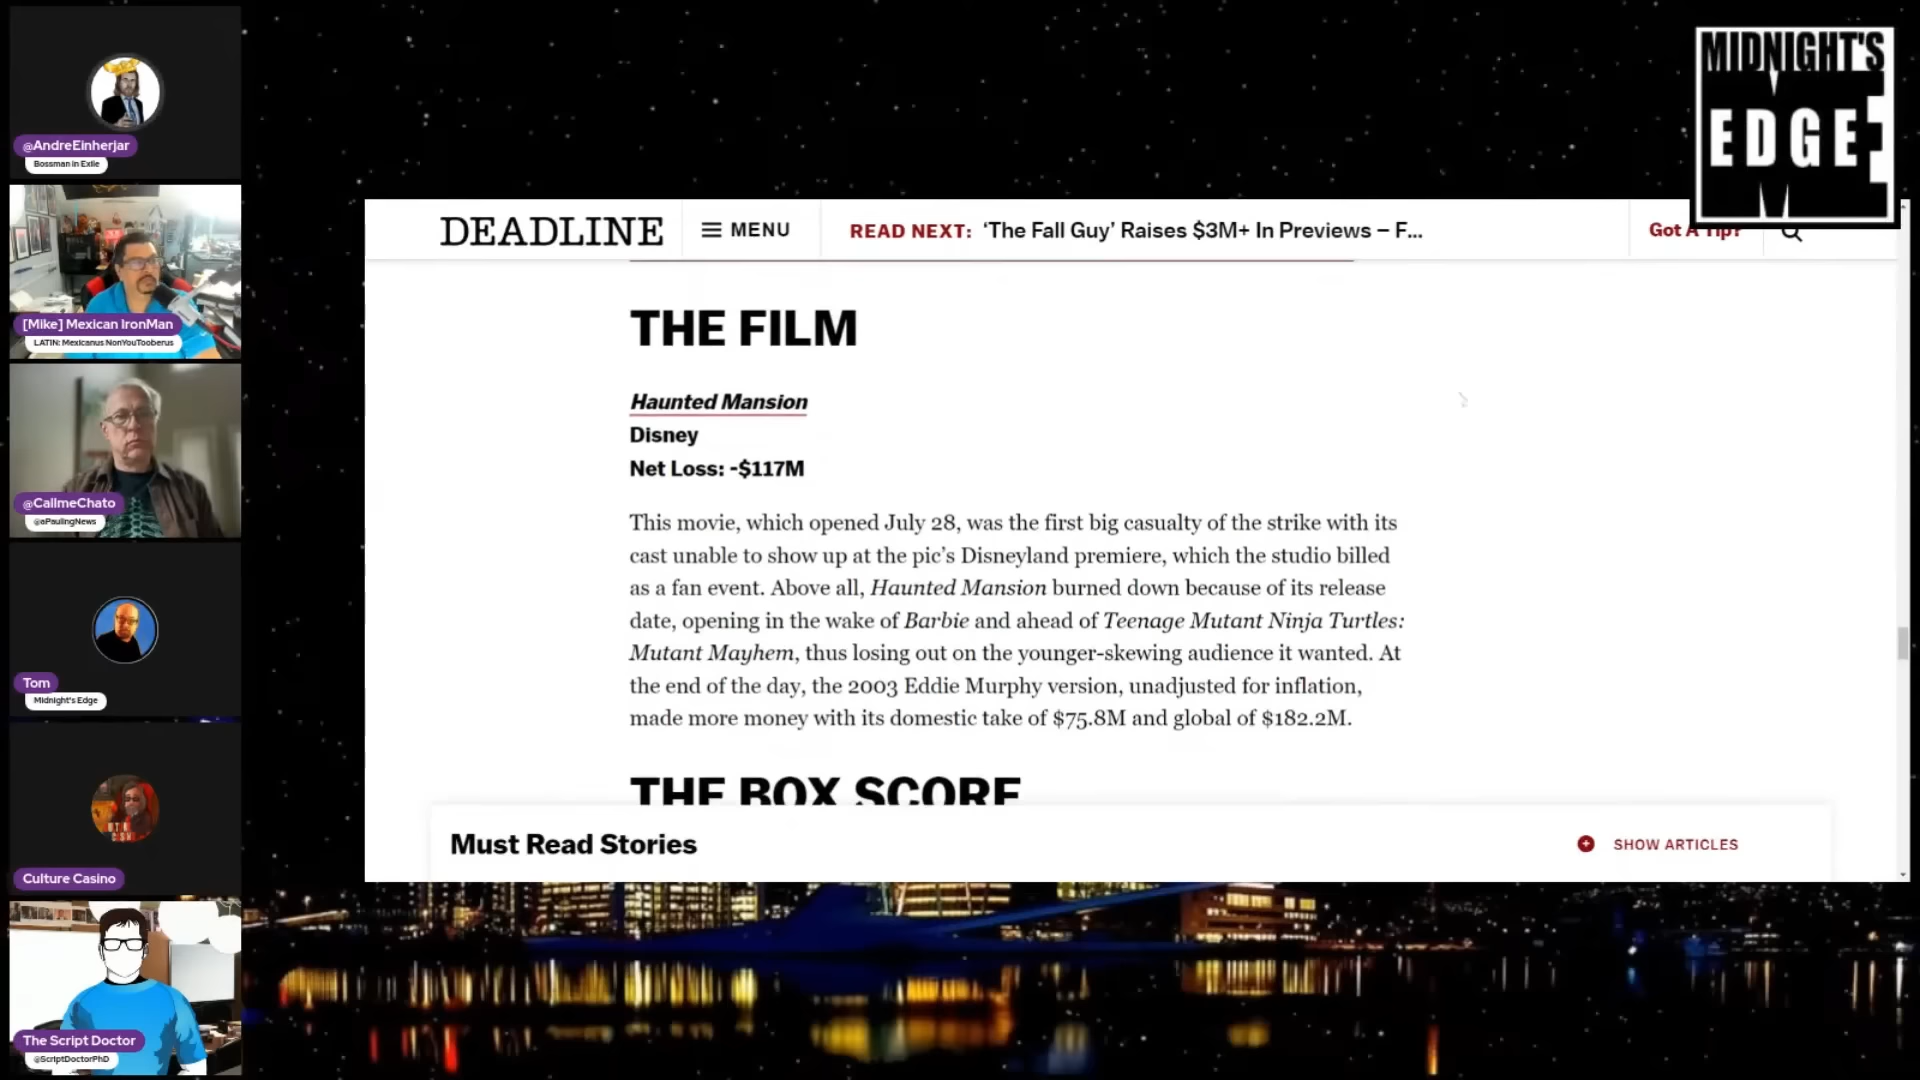 @AndreEinherjar
Bossman in Exile
[Mike] Mexican IronMan
LATIN: Mexicanus NonYouTooberus
@CallmeChato
@aPaulingNews
Tom
Midnight's Edge
Culture Casino
The Script Doctor
@ScriptDoctorPhD
MIDNIGHT'S
EDGE
DEADLINE
MENU
READ NEXT: ‘The Fall Guy’ Raises $3M+ In Previews – F...
Got A Tip?
THE FILM
Haunted Mansion
Disney
Net Loss: -$117M
This movie, which opened July 28, was the first big casualty of the strike with its
cast unable to show up at the pic’s Disneyland premiere, which the studio billed
as a fan event. Above all, Haunted Mansion burned down because of its release
date, opening in the wake of Barbie and ahead of Teenage Mutant Ninja Turtles:
Mutant Mayhem, thus losing out on the younger-skewing audience it wanted. At
the end of the day, the 2003 Eddie Murphy version, unadjusted for inflation,
made more money with its domestic take of $75.8M and global of $182.2M.
THE BOX SCORE
Must Read Stories
SHOW ARTICLES